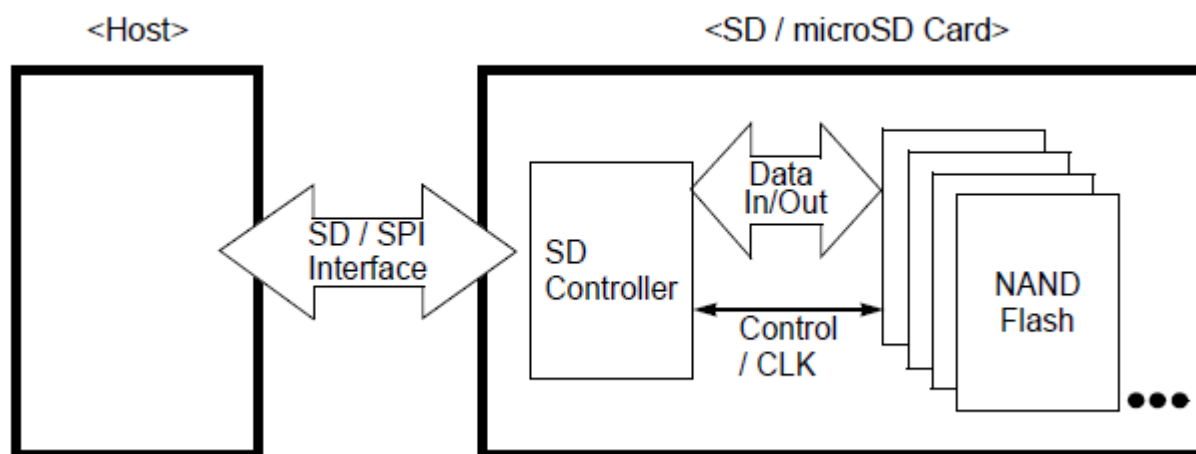 <Host>
<SD / microSD Card>
SD / SPI
Interface
SD
Controller
Data
In/Out
Control
/ CLK
NAND
Flash